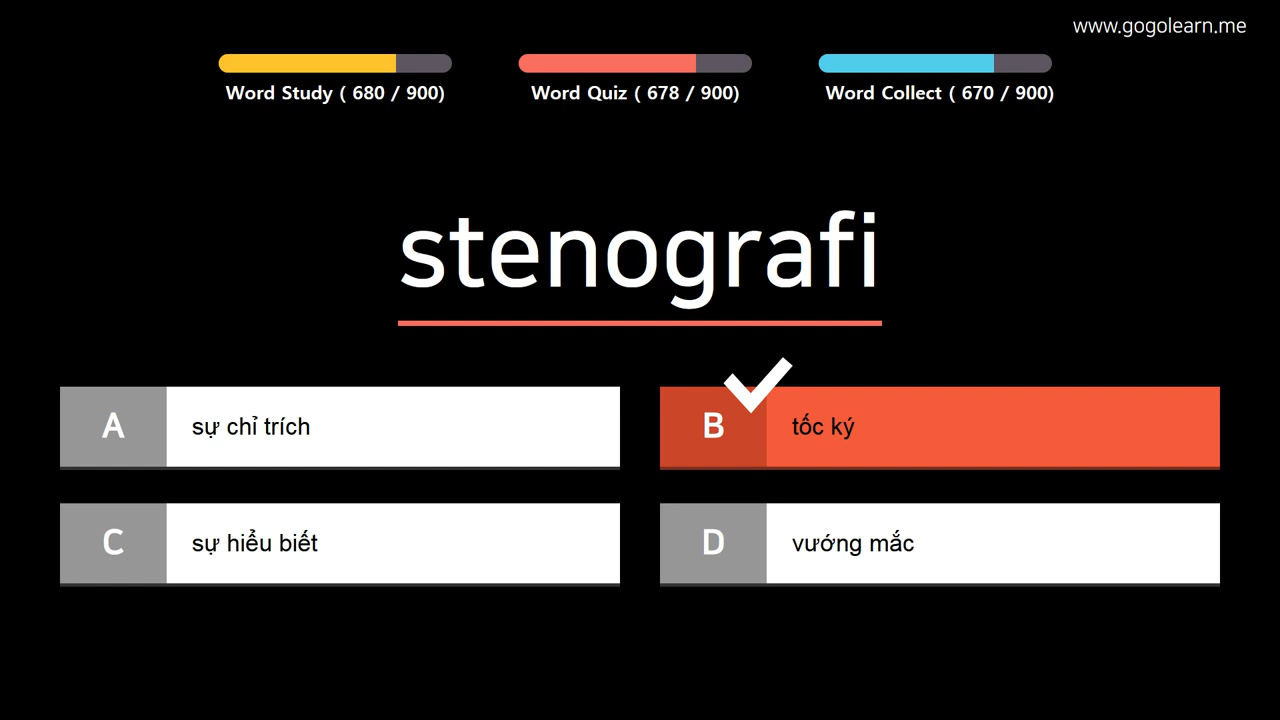 www.gogolearn.me
Word Study ( 680 / 900)
Word Quiz ( 678 / 900)
Word Collect ( 670 / 900)
stenografi
A sự chỉ trích
B tốc ký
C sự hiểu biết
D vướng mắc